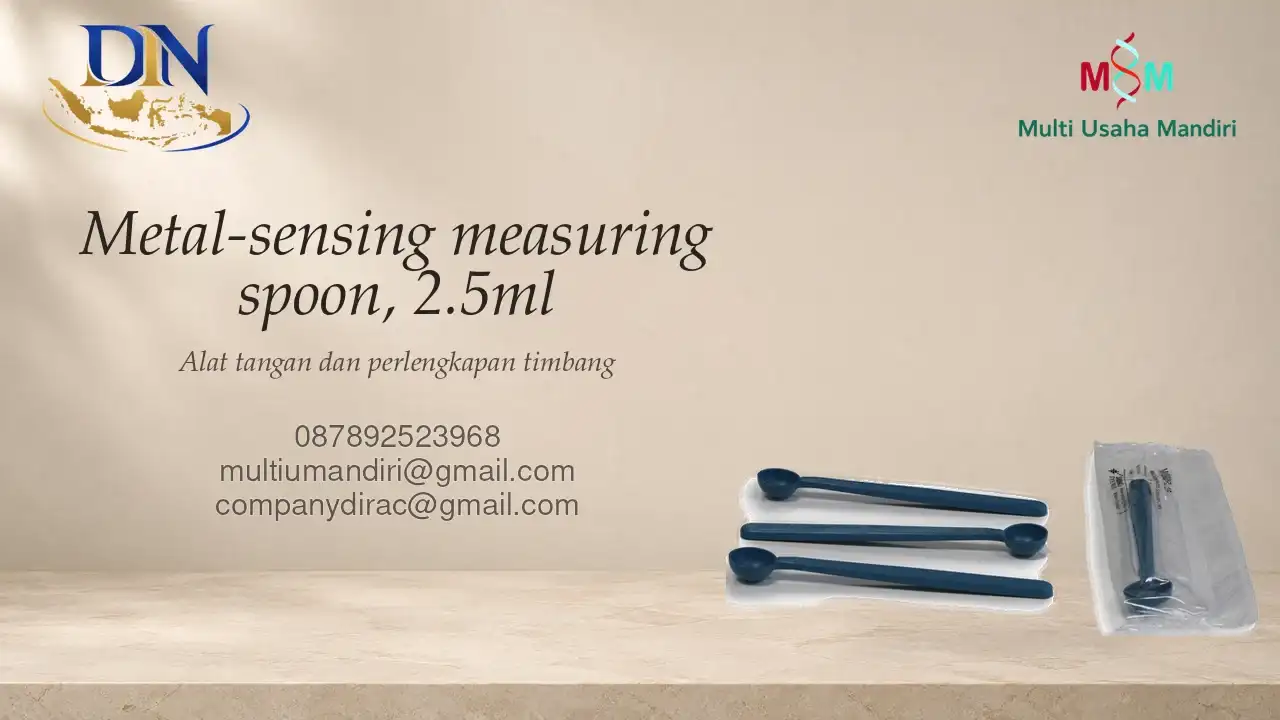 DIN
MSM
Multi Usaha Mandiri
Metal-sensing measuring
spoon, 2.5ml
Alat tangan dan perlengkapan timbang
087892523968
multiumandiri@gmail.com
companydirac@gmail.com